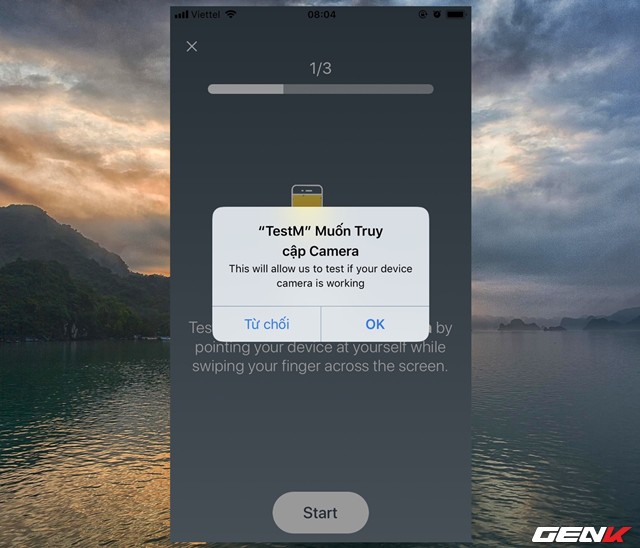 Viettel 08:04
1/3
“TestM” Muốn Truy
cập Camera
This will allow us to test if your device
camera is working
Từ chối OK
by
pointing your device at yourself while
swiping your finger across the screen.
Start
GENK